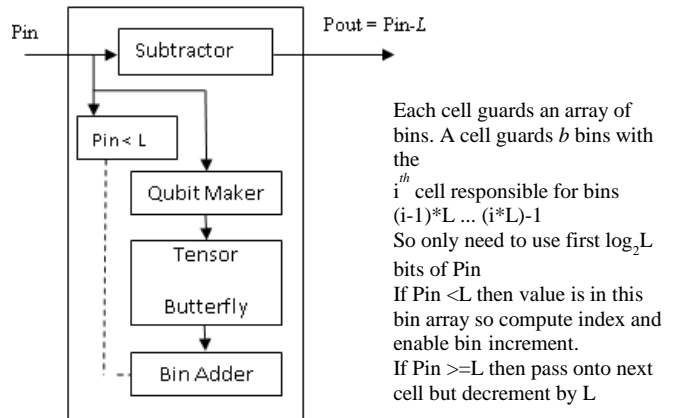 Pin
Pout = Pin-L
Subtractor
Pin < L
Qubit Maker
Tensor
Butterfly
Bin Adder
Each cell guards an array of
bins. A cell guards b bins with
the
i^th cell responsible for bins
(i-1)*L ... (i*L)-1
So only need to use first log₂L
bits of Pin
If Pin <L then value is in this
bin array so compute index and
enable bin increment.
If Pin >=L then pass onto next
cell but decrement by L